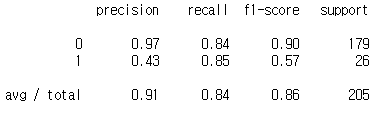 precision recall f1-score support
0 0.97 0.84 0.90 179
1 0.43 0.85 0.57 26
avg / total 0.91 0.84 0.86 205